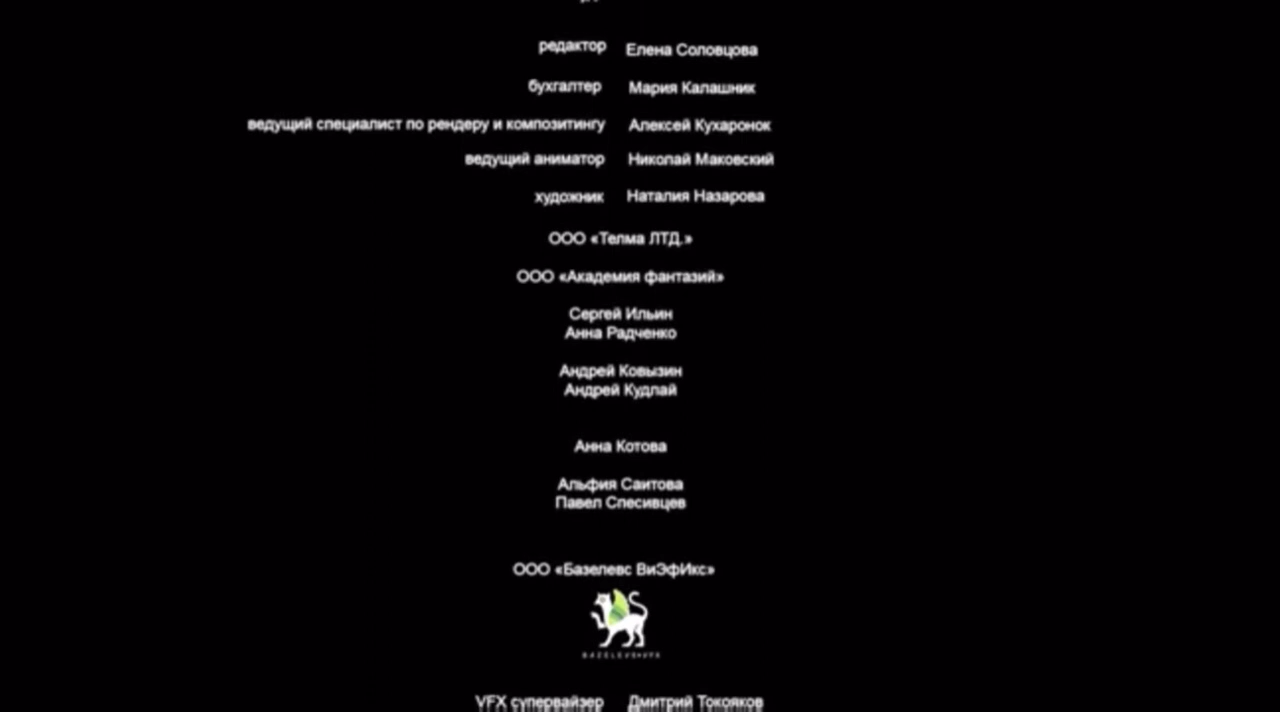 редактор Елена Соловцова
бухгалтер Мария Калашник
ведущий специалист по рендеру и композитингу Алексей Кухаронок
ведущий аниматор Николай Маковский
художник Наталия Назарова
ООО «Телма ЛТД.»
ООО «Академия фантазий»
Сергей Ильин
Анна Радченко
Андрей Ковызин
Андрей Кудлай
Анна Котова
Альфия Саитова
Павел Спесивцев
ООО «Базелевс ВиЭфИкс»
VFX супервайзер Дмитрий Токояков